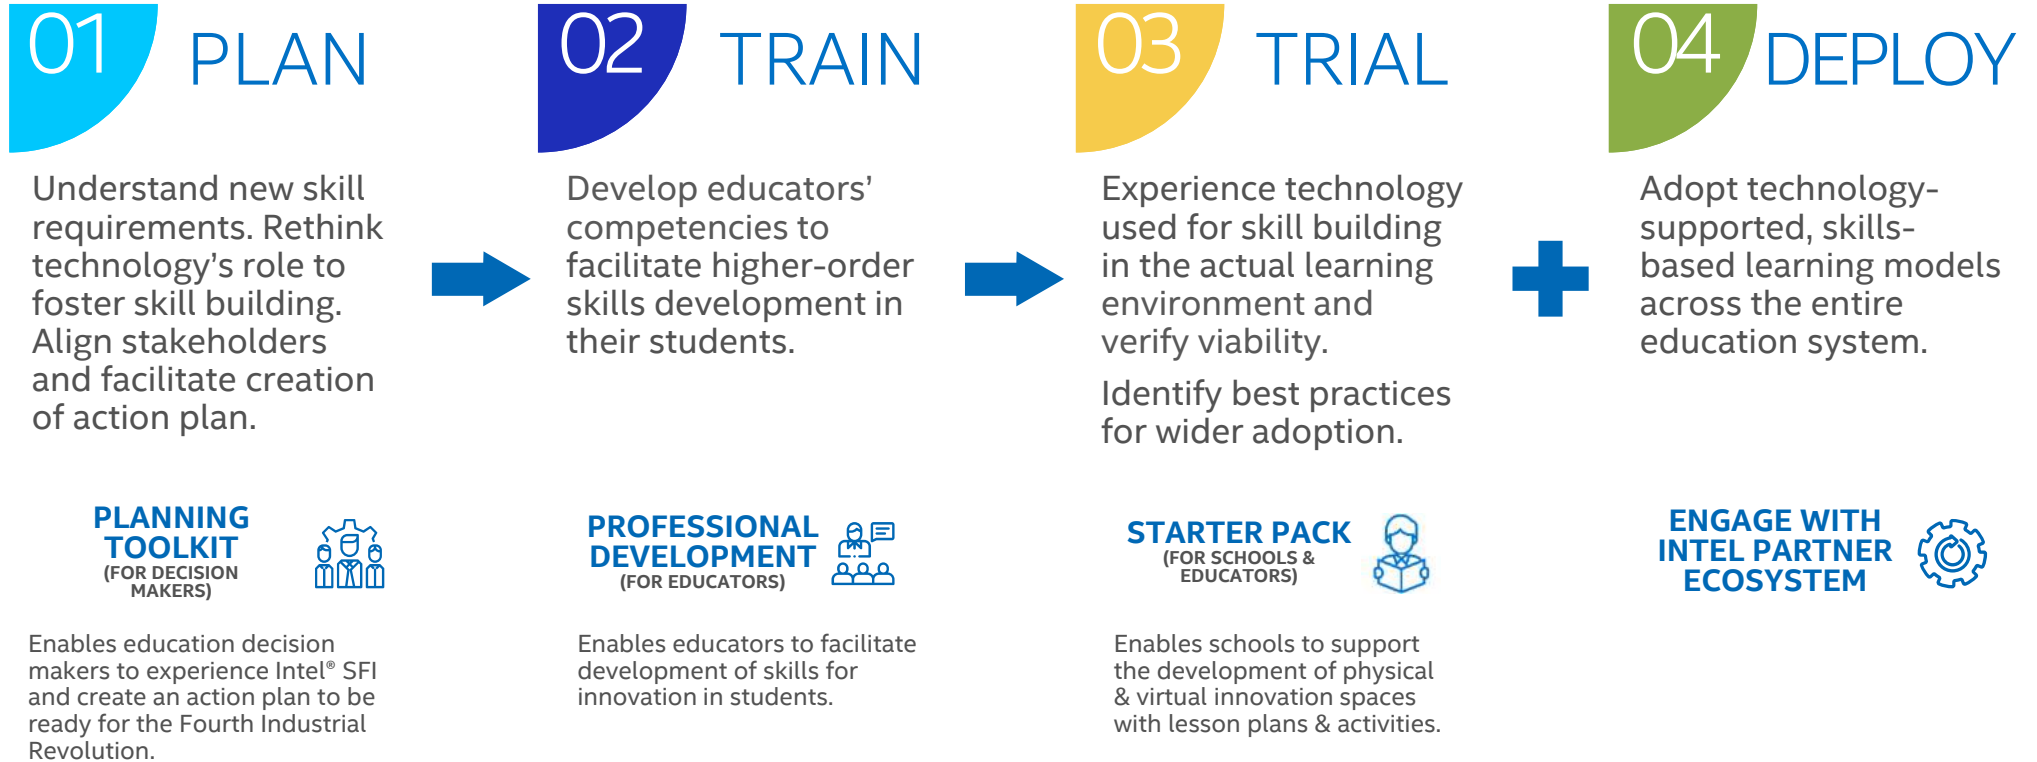 01 PLAN
Understand new skill
requirements. Rethink
technology's role to
foster skill building.
Align stakeholders
and facilitate creation
of action plan.
PLANNING
TOOLKIT
(FOR DECISION
MAKERS)
Enables education decision
makers to experience Intel® SFI
and create an action plan to be
ready for the Fourth Industrial
Revolution.
02 TRAIN
Develop educators'
competencies to
facilitate higher-order
skills development in
their students.
PROFESSIONAL
DEVELOPMENT
(FOR EDUCATORS)
Enables educators to facilitate
development of skills for
innovation in students.
03 TRIAL
Experience technology
used for skill building
in the actual learning
environment and
verify viability.
Identify best practices
for wider adoption.
STARTER PACK
(FOR SCHOOLS &
EDUCATORS)
Enables schools to support
the development of physical
& virtual innovation spaces
with lesson plans & activities.
04 DEPLOY
Adopt technology-
supported, skills-
based learning models
across the entire
education system.
ENGAGE WITH
INTEL PARTNER
ECOSYSTEM